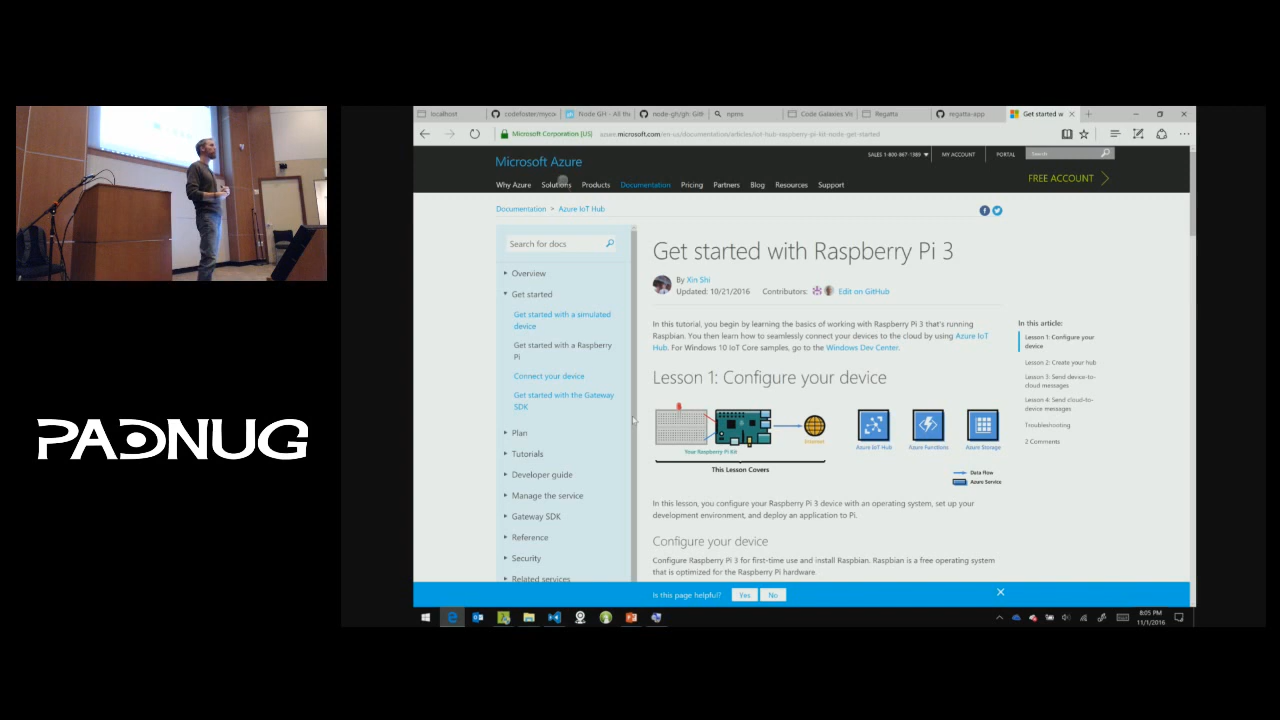 PADNUG
localhost
codefoster/mycode
Node GH - All the
node-gh/gh: GitH
npms
Code Galaxies Vis
Regatta
regatta-app
Get started w
Microsoft Corporation [US]
azure.microsoft.com/en-us/documentation/articles/iot-hub-raspberry-pi-kit-node-get-started
Microsoft Azure
SALES 1-800-867-1389
MY ACCOUNT
PORTAL
Search
FREE ACCOUNT
Why Azure
Solutions
Products
Documentation
Pricing
Partners
Blog
Resources
Support
Documentation > Azure IoT Hub
Search for docs
Overview
Get started
Get started with a simulated
device
Get started with a Raspberry
Pi
Connect your device
Get started with the Gateway
SDK
Plan
Tutorials
Developer guide
Manage the service
Gateway SDK
Reference
Security
Related services
Get started with Raspberry Pi 3
By Xin Shi
Updated: 10/21/2016 Contributors: Edit on GitHub
In this tutorial, you begin by learning the basics of working with Raspberry Pi 3 that's running
Raspbian. You then learn how to seamlessly connect your devices to the cloud by using Azure IoT
Hub. For Windows 10 IoT Core samples, go to the Windows Dev Center.
Lesson 1: Configure your device
Internet
Your Raspberry Pi Kit
Azure IoT Hub
Azure Functions
Azure Storage
This Lesson Covers
Data Flow
Azure Service
In this lesson, you configure your Raspberry Pi 3 device with an operating system, set up your
development environment, and deploy an application to Pi.
Configure your device
Configure Raspberry Pi 3 for first-time use and install Raspbian. Raspbian is a free operating system
that is optimized for the Raspberry Pi hardware
In this article:
Lesson 1: Configure your
device
Lesson 2: Create your hub
Lesson 3: Send device-to-
cloud messages
Lesson 4: Send cloud-to-
device messages
Troubleshooting
2 Comments
Is this page helpful?
Yes
No
8:05 PM
11/1/2016